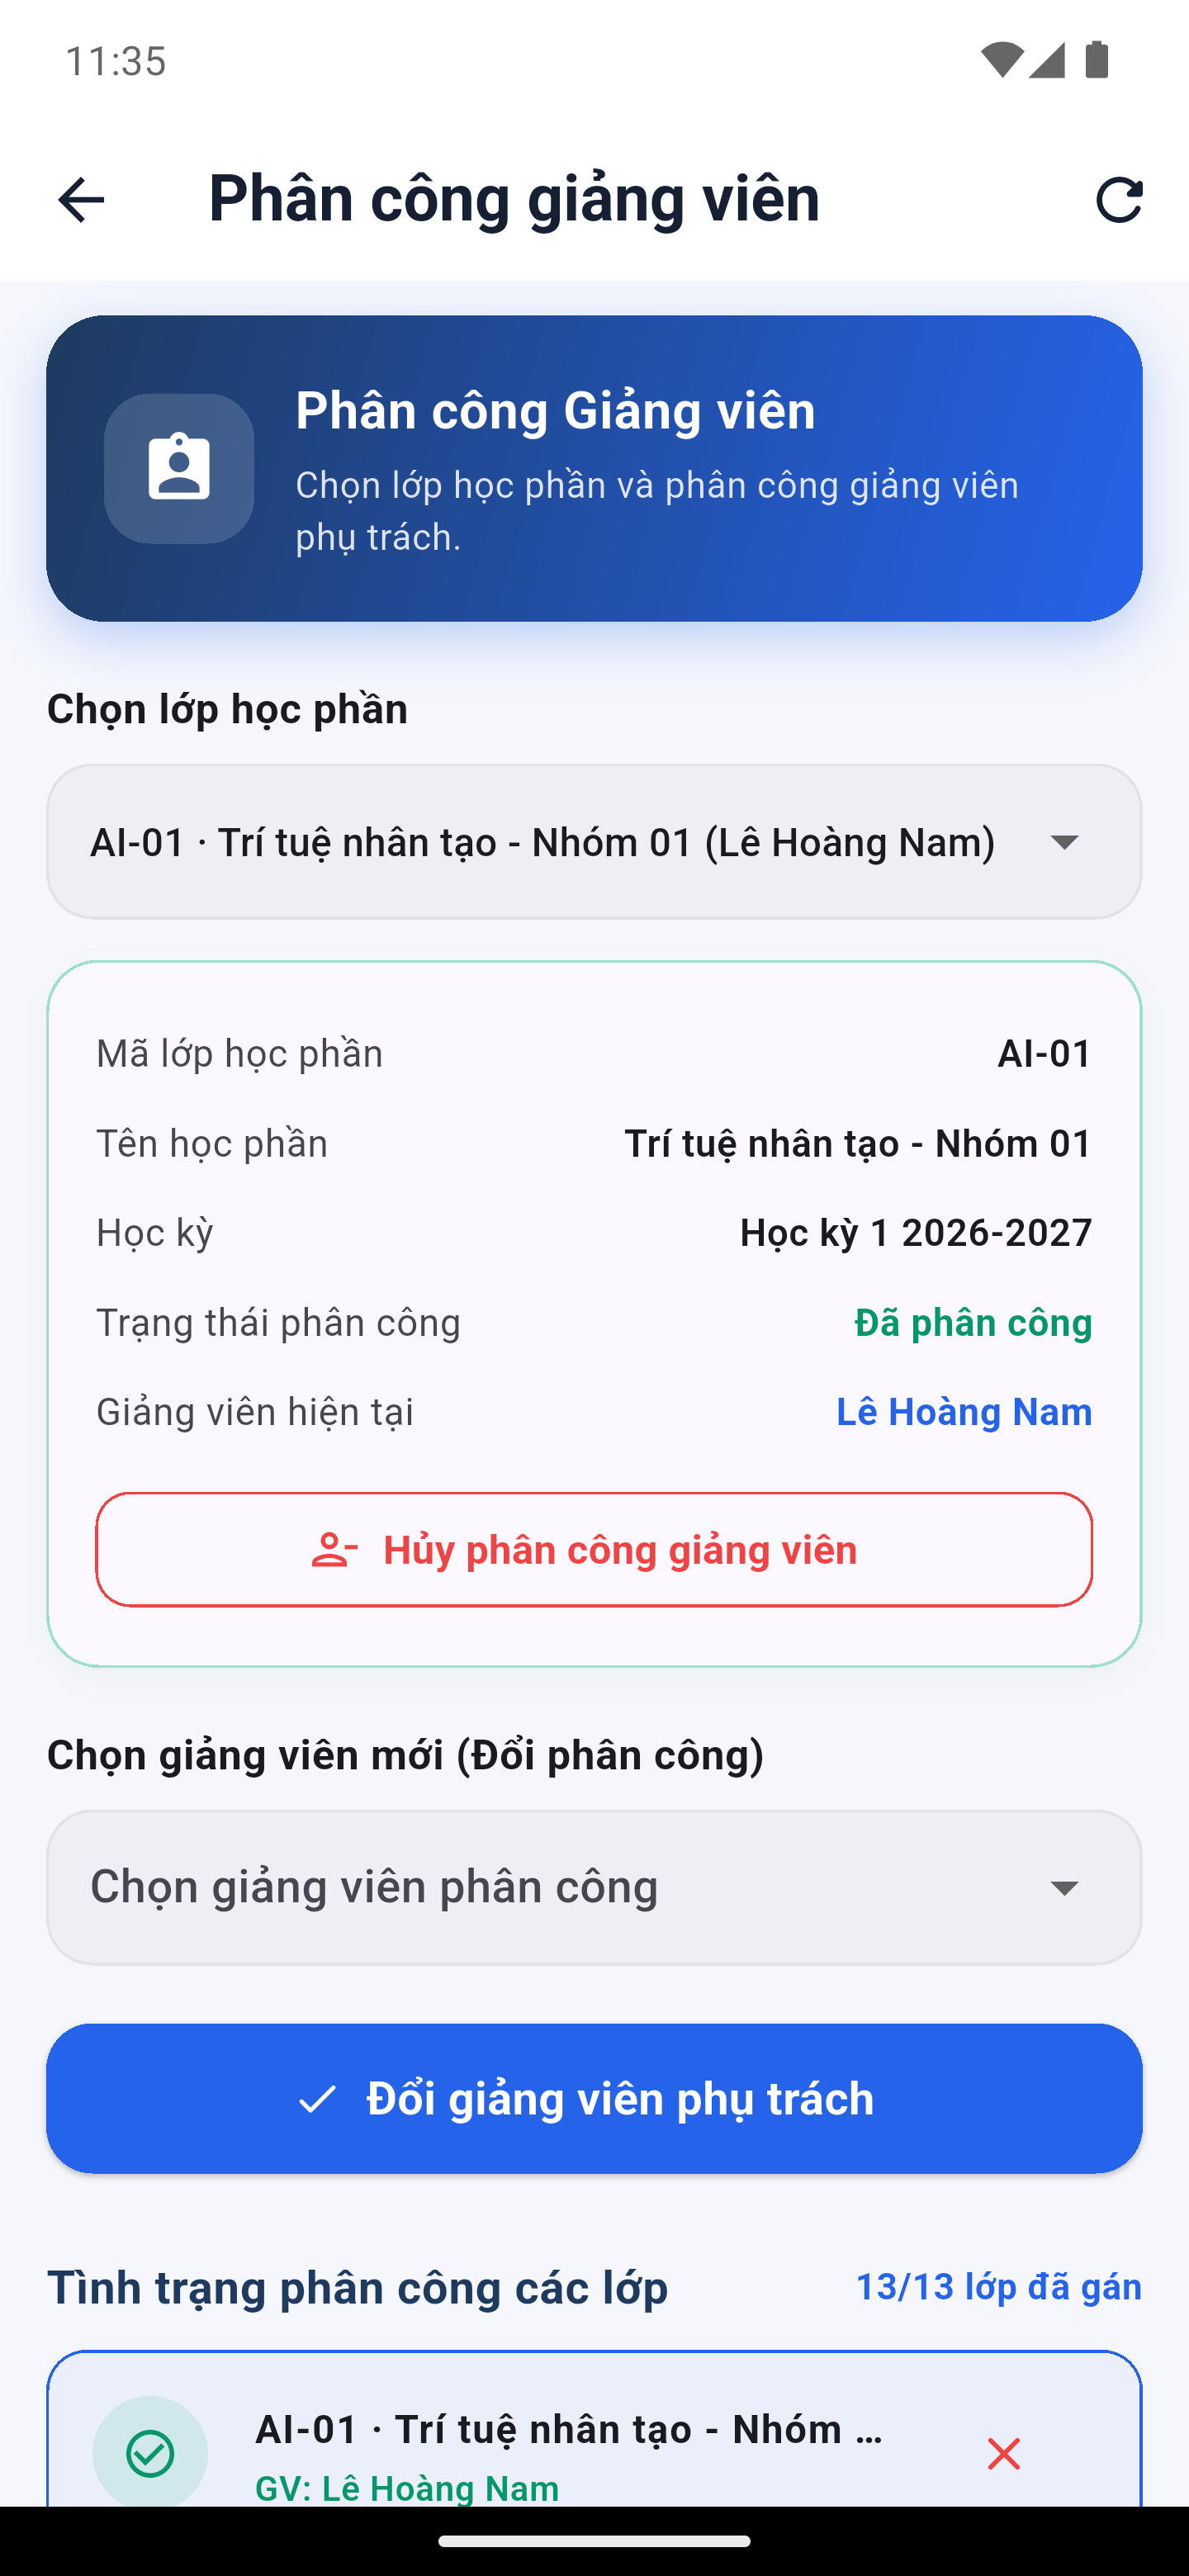 11:35
Phân công giảng viên
Phân công Giảng viên
Chọn lớp học phần và phân công giảng viên
phụ trách.
Chọn lớp học phần
AI-01 · Trí tuệ nhân tạo - Nhóm 01 (Lê Hoàng Nam)
Mã lớp học phần AI-01
Tên học phần Trí tuệ nhân tạo - Nhóm 01
Học kỳ Học kỳ 1 2026-2027
Trạng thái phân công Đã phân công
Giảng viên hiện tại Lê Hoàng Nam
Hủy phân công giảng viên
Chọn giảng viên mới (Đổi phân công)
Chọn giảng viên phân công
Đổi giảng viên phụ trách
Tình trạng phân công các lớp 13/13 lớp đã gán
AI-01 · Trí tuệ nhân tạo - Nhóm ...
GV: Lê Hoàng Nam